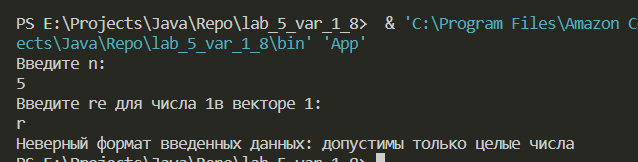 PS E:\Projects\Java\Repo\lab_5_var_1_8>  & 'C:\Program Files\Amazon C
ects\Java\Repo\lab_5_var_1_8\bin' 'App'
Введите n:
5
Введите re для числа 1в векторе 1:
r
Неверный формат введенных данных: допустимы только целые числа
PS E:\Projects\Java\Repo\lab_5_var_1_8>